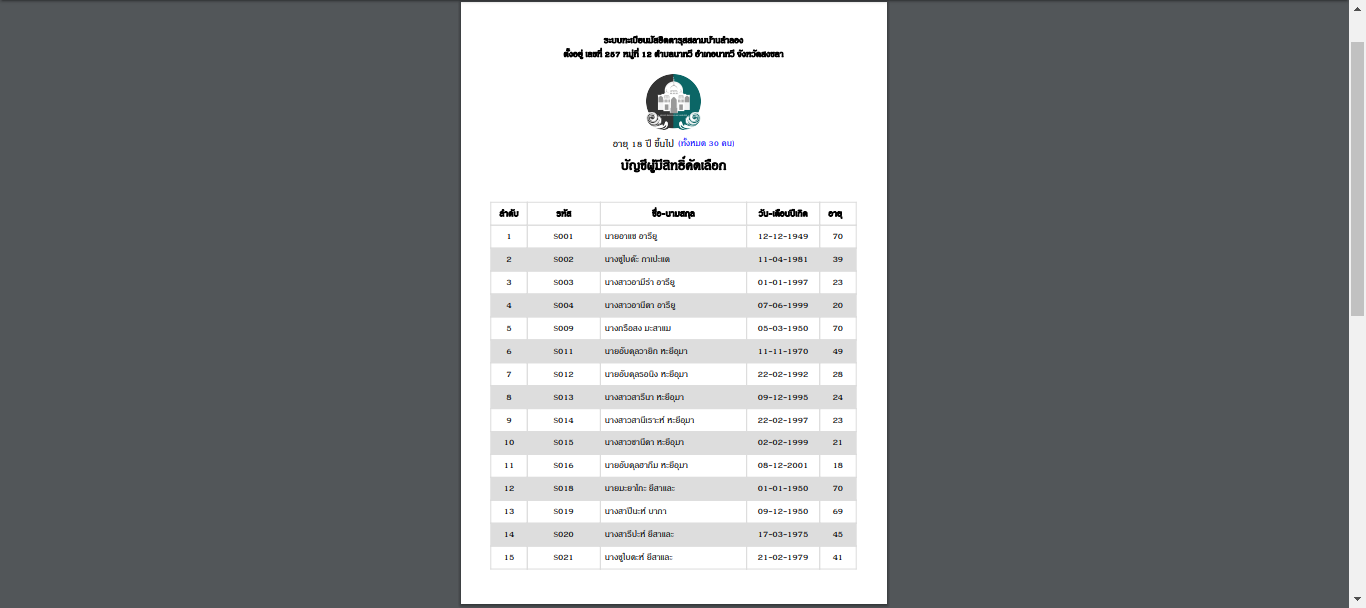 ระบบทะเบียนมัสยิดดารุสสลามบ้านลำลอง
ตั้งอยู่ เลขที่ 257 หมู่ที่ 12 ตำบลนาทวี อำเภอนาทวี จังหวัดสงขลา
อายุ 18 ปี ขึ้นไป (ทั้งหมด 30 คน)
บัญชีผู้มีสิทธิ์คัดเลือก
ลำดับ รหัส ชื่อ-นามสกุล วัน-เดือนปีเกิด อายุ
1 S001 นายอาแซ อารียู 12-12-1949 70
2 S002 นางซูไบด๊ะ กาเปะแต 11-04-1981 39
3 S003 นางสาวอามีร่า อารียู 01-01-1997 23
4 S004 นางสาวอานีตา อารียู 07-06-1999 20
5 S009 นางกรือสง มะสาแม 05-03-1950 70
6 S011 นายอับดุลวายิก หะยีอุมา 11-11-1970 49
7 S012 นายอับดุลรอนิง หะยีอุมา 22-02-1992 28
8 S013 นางสาวสารีนา หะยีอุมา 09-12-1995 24
9 S014 นางสาวสานีเราะห์ หะยีอุมา 22-02-1997 23
10 S015 นางสาวซานีดา หะยีอุมา 02-02-1999 21
11 S016 นายอับดุลฮากีม หะยีอุมา 08-12-2001 18
12 S018 นายมะยาโกะ ยีสาและ 01-01-1950 70
13 S019 นางสาปีนะห์ บากา 09-12-1950 69
14 S020 นางสารีปะห์ ยีสาและ 17-03-1975 45
15 S021 นางซูไบดะห์ ยีสาและ 21-02-1979 41